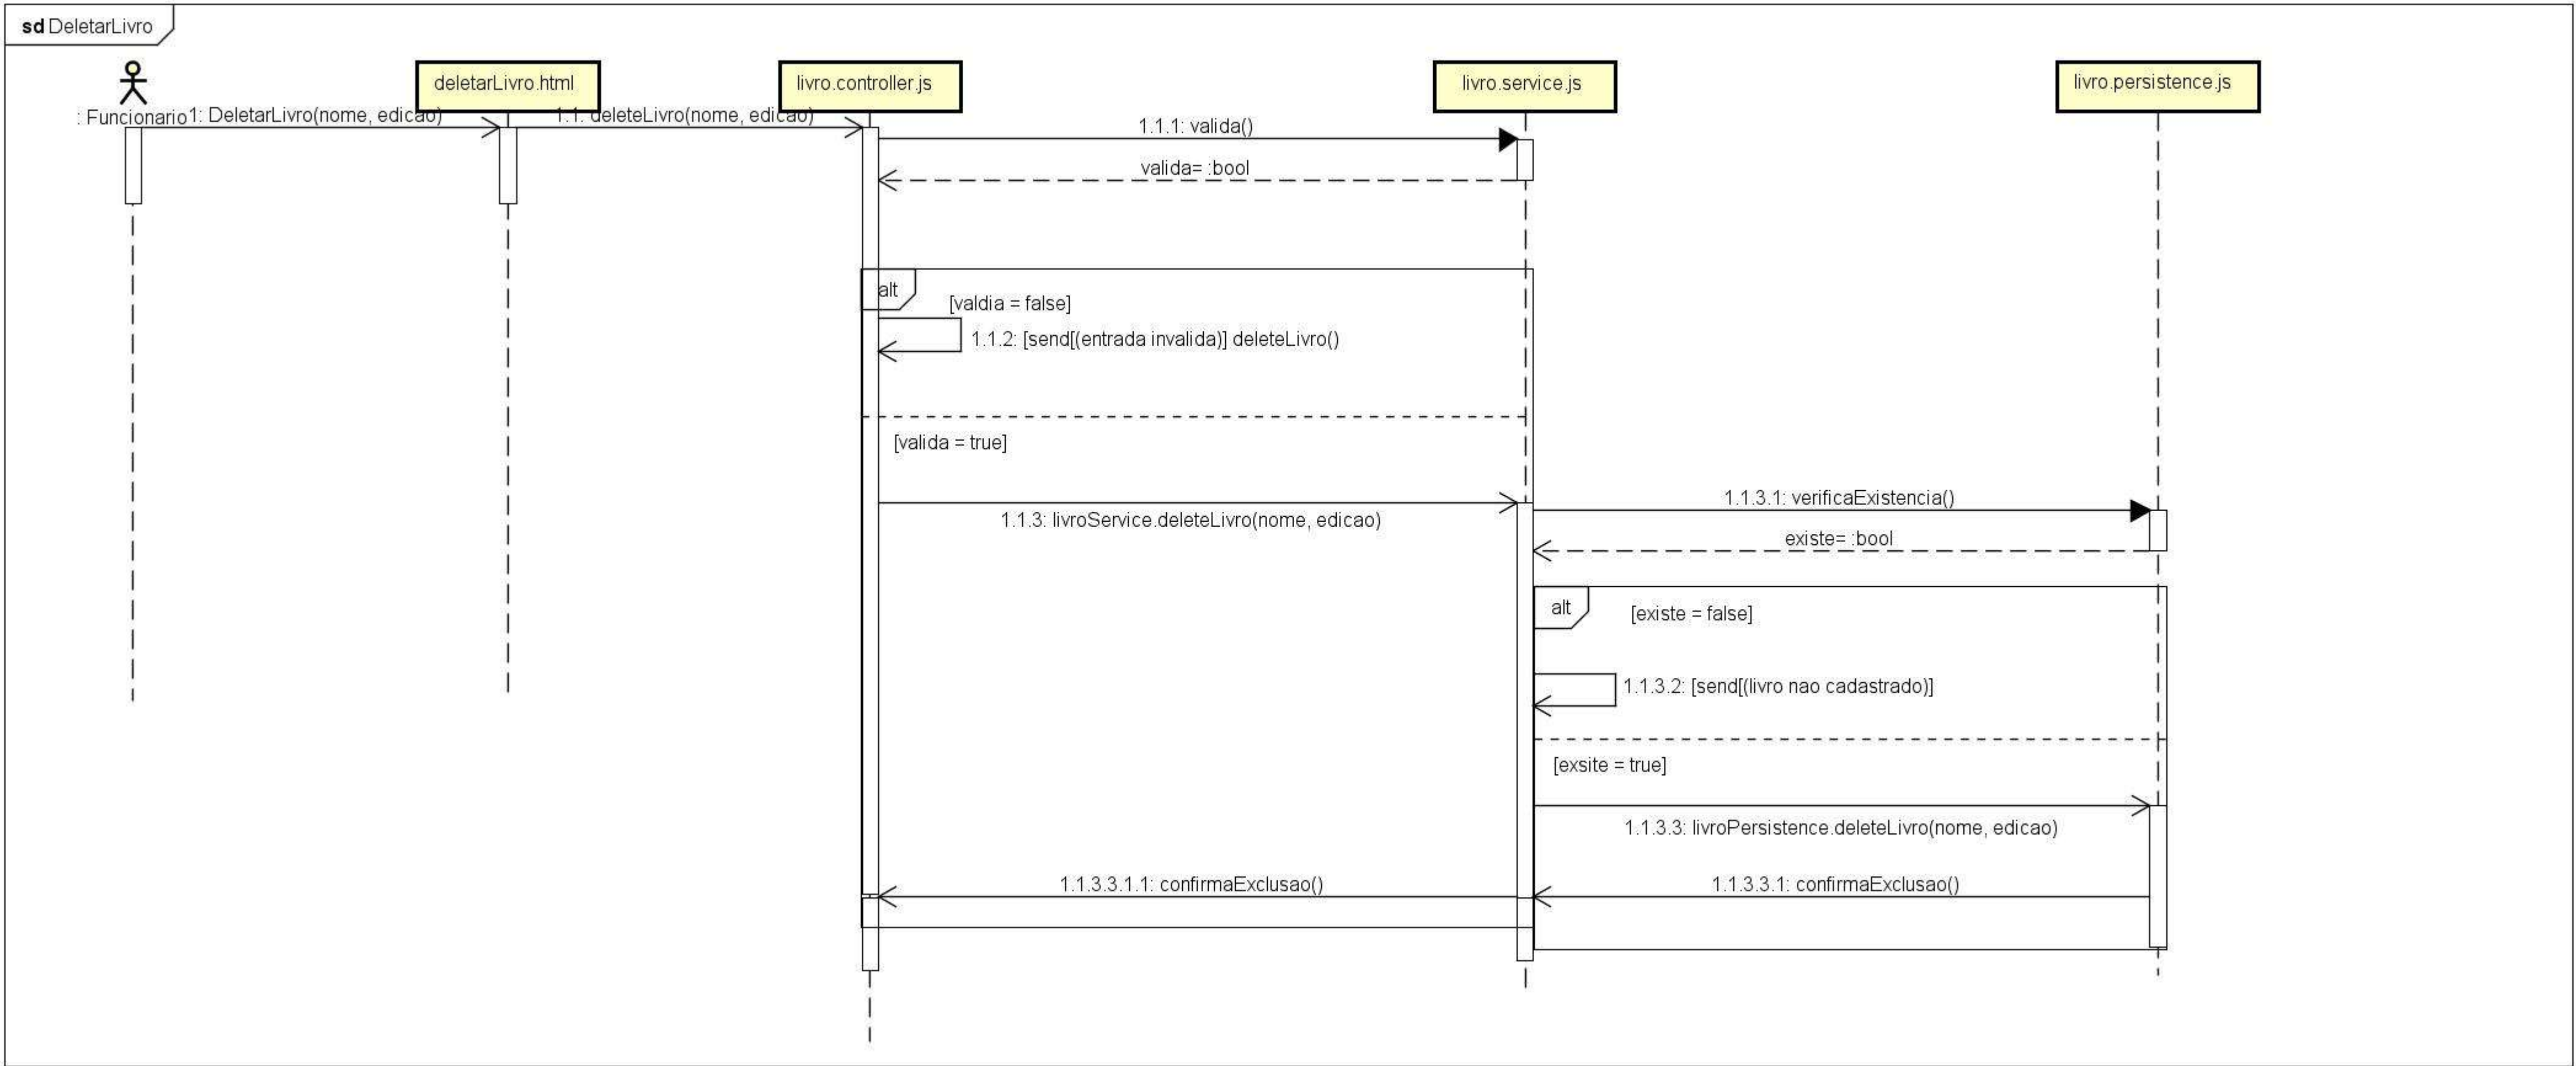 sd DeletarLivro
deletarLivro.html
livro.controller.js
livro.service.js
livro.persistence.js
: Funcionario
1: DeletarLivro(nome, edicao)
1.1: deleteLivro(nome, edicao)
1.1.1: valida()
valida= :bool
alt
[valdia = false]
1.1.2: [send[(entrada invalida)] deleteLivro()
[valida = true]
1.1.3: livroService.deleteLivro(nome, edicao)
1.1.3.1: verificaExistencia()
existe= :bool
alt
[existe = false]
1.1.3.2: [send[(livro nao cadastrado)]
[exsite = true]
1.1.3.3: livroPersistence.deleteLivro(nome, edicao)
1.1.3.3.1.1: confirmaExclusao()
1.1.3.3.1: confirmaExclusao()